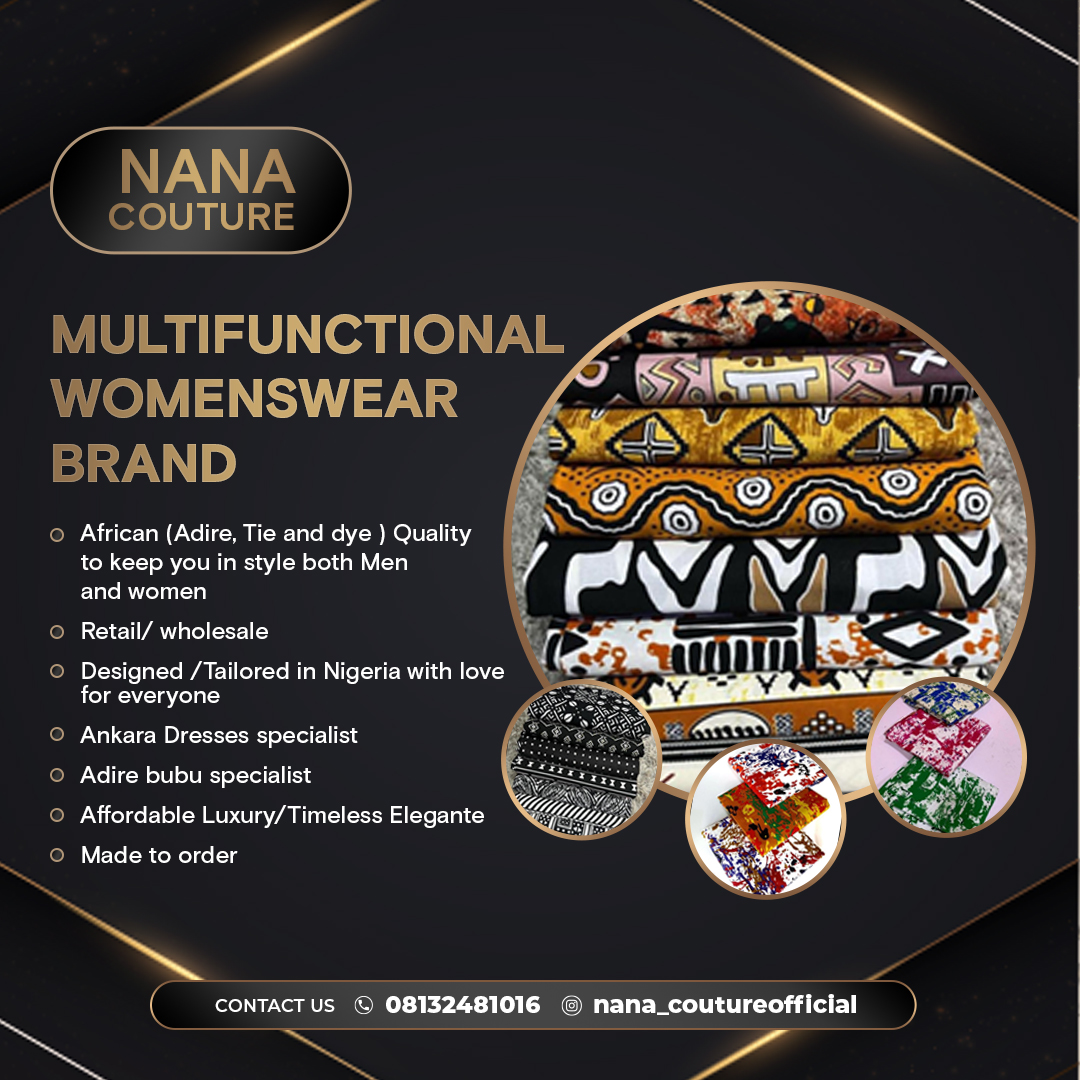 NANA
COUTURE
MULTIFUNCTIONAL
WOMENSWEAR
BRAND
African (Adire, Tie and dye ) Quality
to keep you in style both Men
and women
Retail/ wholesale
Designed /Tailored in Nigeria with love
for everyone
Ankara Dresses specialist
Adire bubu specialist
Affordable Luxury/Timeless Elegante
Made to order
CONTACT US 08132481016 nana_coutureofficial